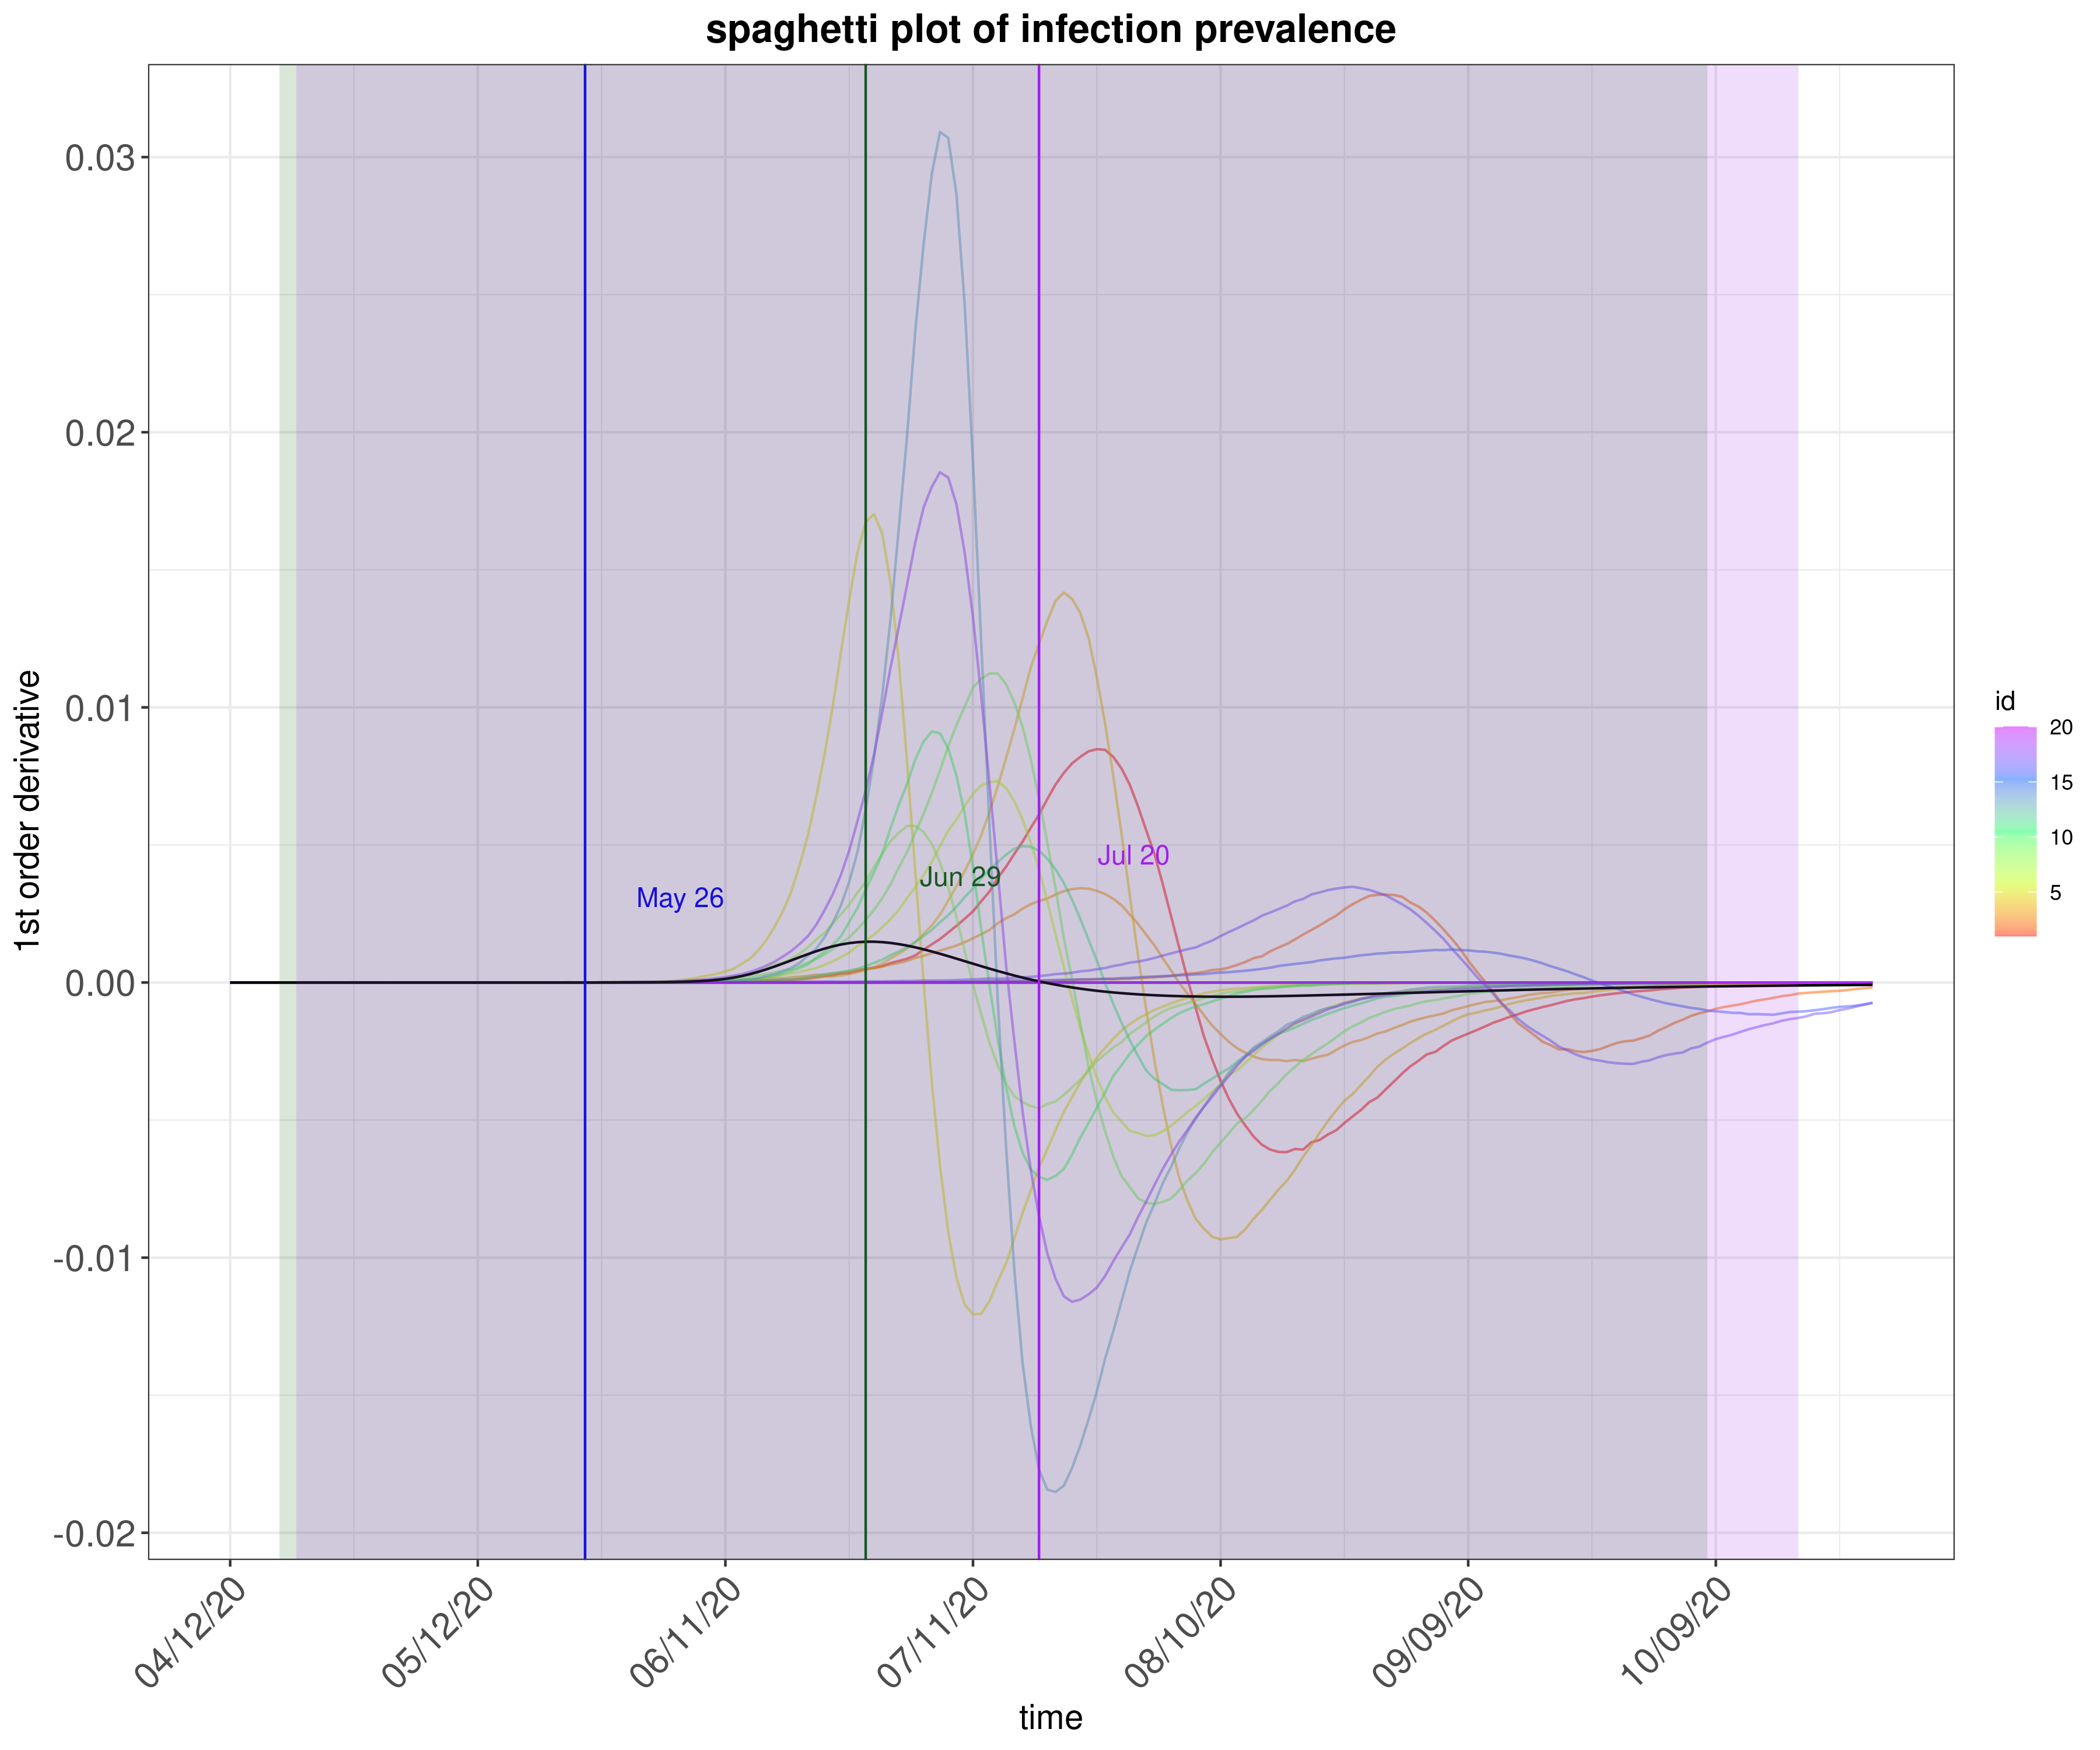 spaghetti plot of infection prevalence
1st order derivative
0.03
0.02
0.01
0.00
-0.01
-0.02
May 26
Jun 29
Jul 20
04/12/20
05/12/20
06/11/20
07/11/20
08/10/20
09/09/20
10/09/20
time
id
20
15
10
5